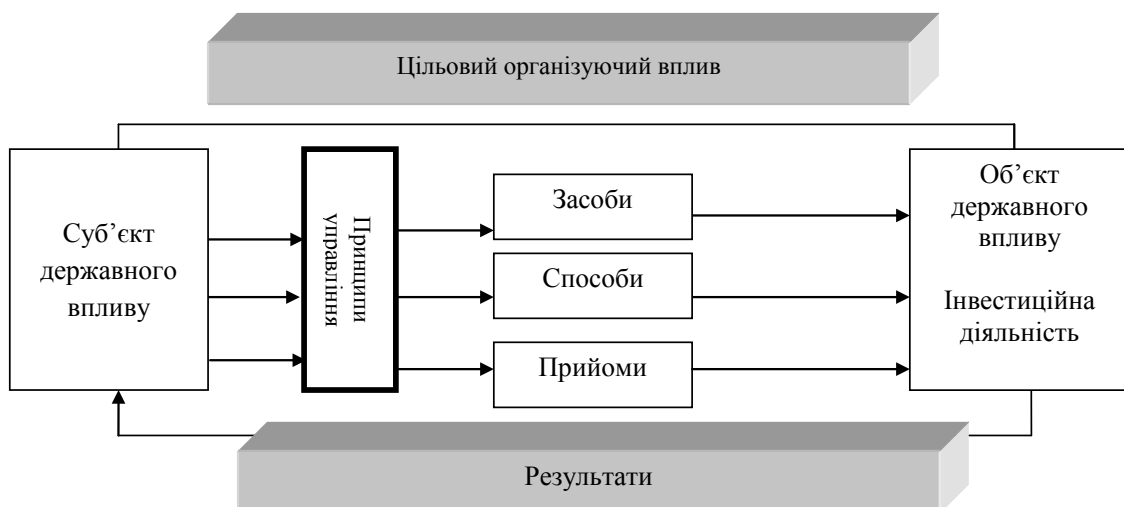 Цільовий організуючий вплив
Суб’єкт
державного
впливу
Принципи
управління
Засоби
Способи
Прийоми
Об’єкт
державного
впливу
Інвестиційна
діяльність
Результати